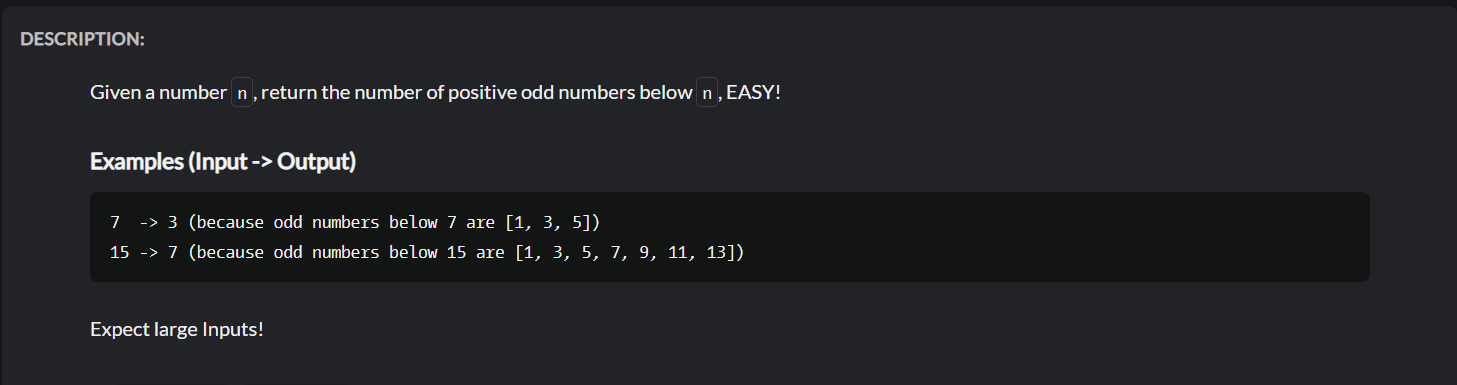 DESCRIPTION:
Given a number n, return the number of positive odd numbers below n, EASY!
Examples (Input -> Output)
7  -> 3 (because odd numbers below 7 are [1, 3, 5])
15 -> 7 (because odd numbers below 15 are [1, 3, 5, 7, 9, 11, 13])
Expect large Inputs!